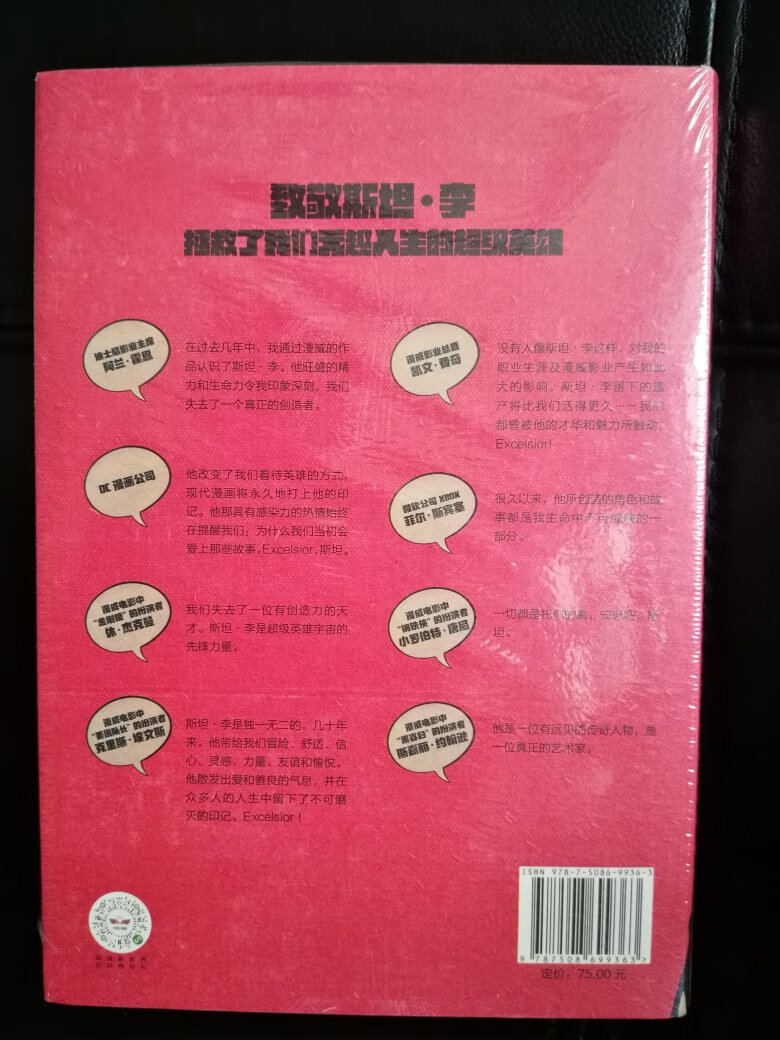 致敬斯坦·李
拯救了我们无趣人生的超级英雄
迪士尼影业主席
阿兰·霍恩
在过去几年中，我通过漫威的作
品认识了斯坦·李。他旺盛的精
力和生命力令我印象深刻。我们
失去了一个真正的创造者。
DC 漫画公司
他改变了我们看待英雄的方式，
现代漫画将永久地打上他的印
记。他那具有感染力的热情始终
在提醒我们：为什么我们当初会
爱上那些故事。Excelsior，斯坦。
漫威电影中
“金刚狼”的扮演者
休·杰克曼
我们失去了一位有创造力的天
才。斯坦·李是超级英雄宇宙的
先锋力量。
漫威电影中
“美国队长”的扮演者
克里斯·埃文斯
斯坦·李是独一无二的。几十年
来，他带给我们冒险、舒适、信
心、灵感、力量、友谊和愉悦。
他散发出爱和善良的气息，并在
众多人的人生中留下了不可磨
灭的印记。Excelsior！
漫威影业总裁
凯文·费奇
没有人像斯坦·李这样，对我的
职业生涯及漫威影业产生如此
大的影响。斯坦·李留下的遗
产将比我们活得更久……我们
都曾被他的才华和魅力所触动。
Excelsior!
微软公司 XBOX
菲尔·斯宾塞
很久以来，他所创造的角色和故
事都是我生命中不可或缺的一
部分。
漫威电影中
“钢铁侠”的扮演者
小罗伯特·唐尼
一切都是托你的福，安息吧，斯
坦。
漫威电影中
“黑寡妇”的扮演者
斯嘉丽·约翰逊
他是一位有远见的传奇人物，是
一位真正的艺术家。
ISBN 978-7-5086-9936-3
9 787508 699363 >
定价：75.00 元